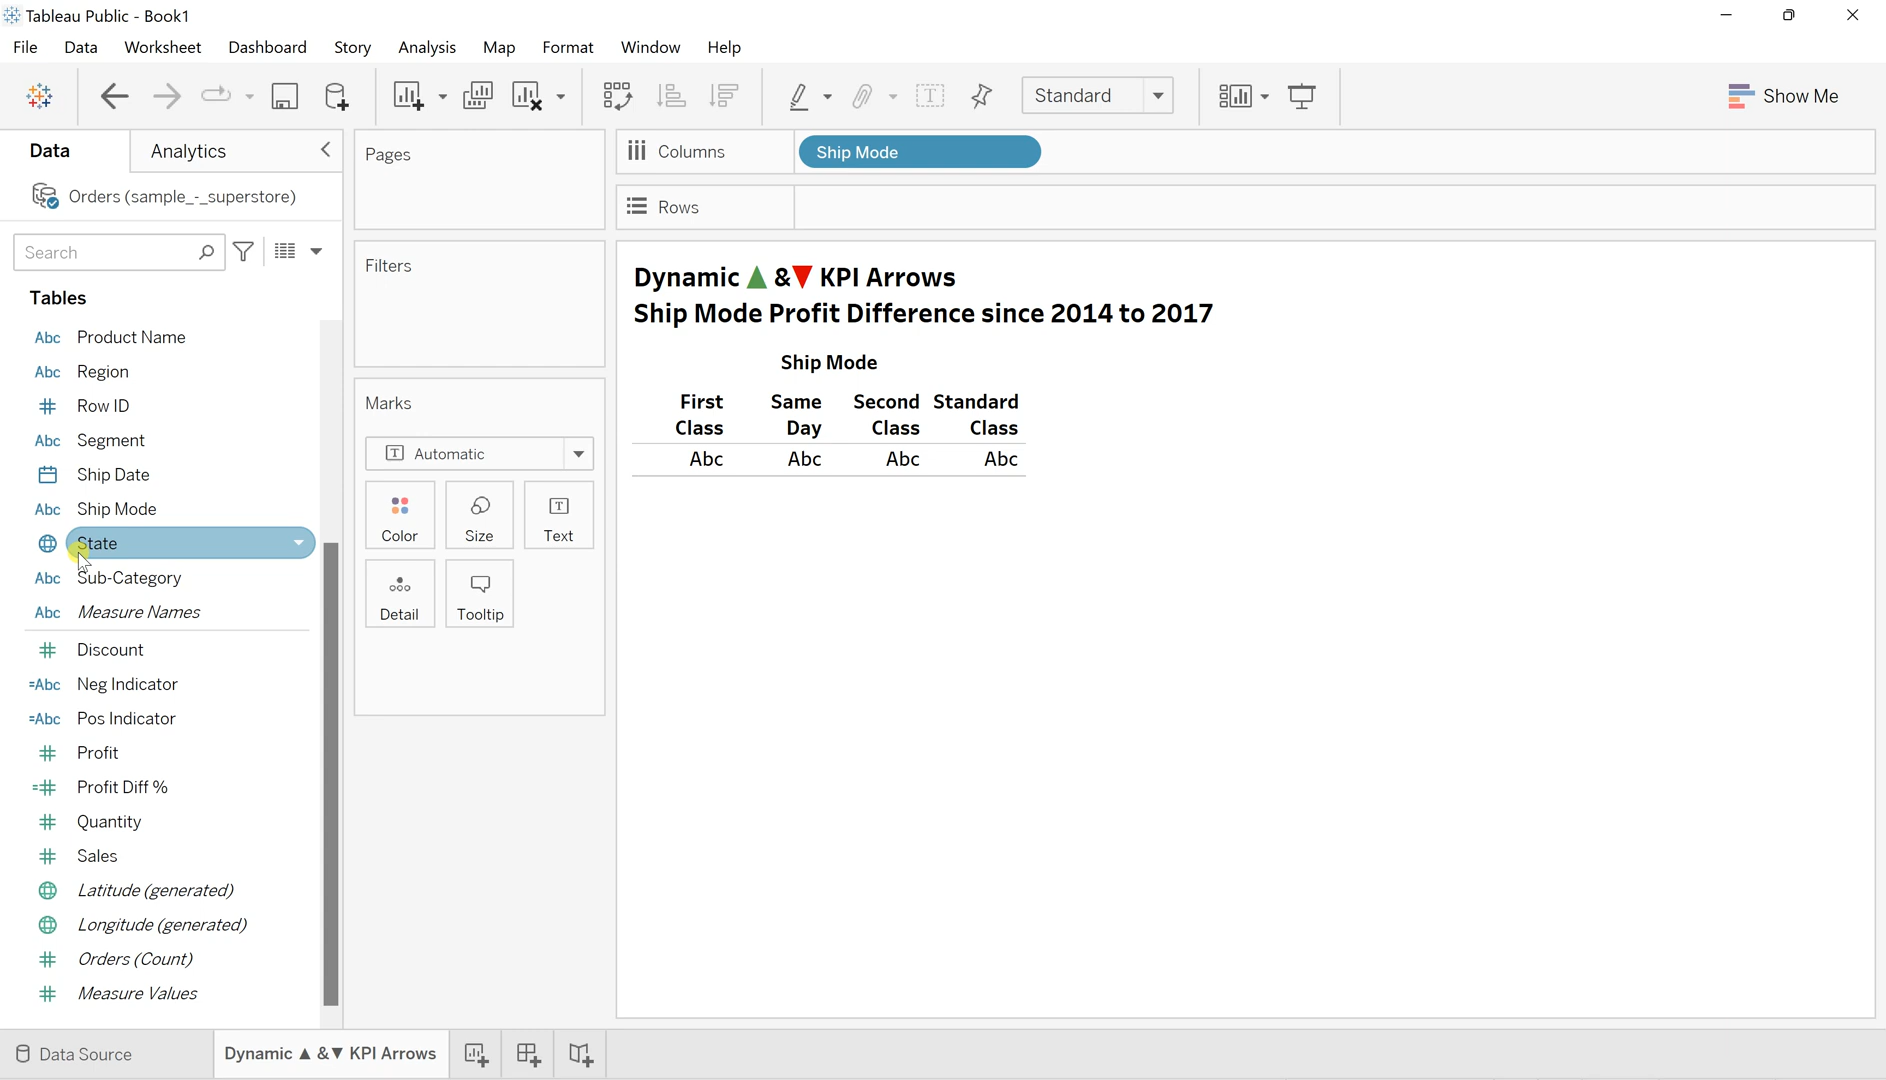 Tableau Public - Book1
File Data Worksheet Dashboard Story Analysis Map Format Window Help
Standard
Show Me
Data
Analytics
Orders (sample_-_superstore)
Search
Tables
Abc Product Name
Abc Region
# Row ID
Abc Segment
Ship Date
Abc Ship Mode
State
Abc Sub-Category
Abc Measure Names
# Discount
=Abc Neg Indicator
=Abc Pos Indicator
# Profit
=# Profit Diff %
# Quantity
# Sales
Latitude (generated)
Longitude (generated)
# Orders (Count)
# Measure Values
Pages
Filters
Marks
T Automatic
Color Size Text
Detail Tooltip
Columns Ship Mode
Rows
Dynamic ▲ &▼ KPI Arrows
Ship Mode Profit Difference since 2014 to 2017
Ship Mode
First Same Second Standard
Class Day Class Class
Abc Abc Abc Abc
Data Source
Dynamic ▲ &▼ KPI Arrows